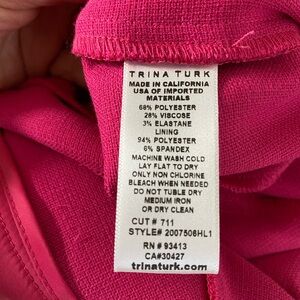 TRINA TURK
MADE IN CALIFORNIA
USA OF IMPORTED
MATERIALS
68% POLYESTER
28% VISCOSE
3% ELASTANE
LINING
94% POLYESTER
6% SPANDEX
MACHINE WASH COLD
LAY FLAT TO DRY
ONLY NON CHLORINE
BLEACH WHEN NEEDED
DO NOT TUBLE DRY
MEDIUM IRON
OR DRY CLEAN
CUT # 711
STYLE# 2007506HL1
RN # 93413
CA#30427
trinaturk.com